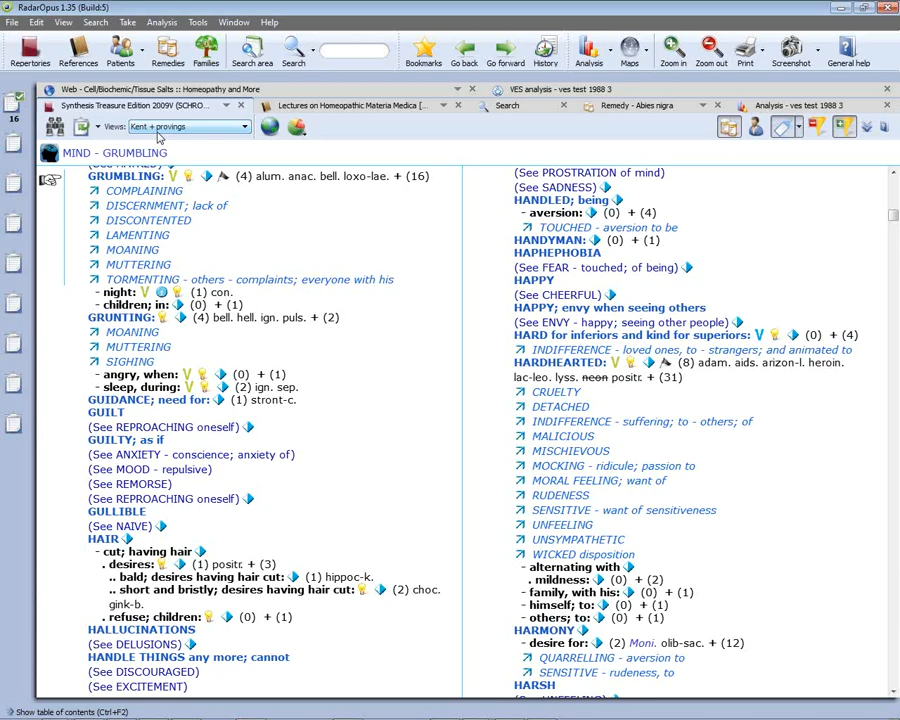 RadarOpus 1.35 (Build:5)
File Edit View Search Take Analysis Tools Window Help
Repertories References Patients Remedies Families Search area Search Bookmarks Go back Go forward History Analysis Maps Zoom in Zoom out Print Screenshot General help
Web - Cell/Biochemic/Tissue Salts :: Homeopathy and More
VES analysis - ves test 1988 3
Synthesis Treasure Edition 2009V (SCHRO...
Lectures on Homeopathic Materia Medica [...
Search
Remedy - Abies nigra
Analysis - ves test 1988 3
16
Views: Kent + provings
MIND - GRUMBLING
GRUMBLING: V (4) alum. anac. bell. loxo-lae. + (16)
COMPLAINING
DISCERNMENT; lack of
DISCONTENTED
LAMENTING
MOANING
MUTTERING
TORMENTING - others - complaints; everyone with his
- night: V (1) con.
- children; in: (0) + (1)
GRUNTING: (4) bell. hell. ign. puls. + (2)
MOANING
MUTTERING
SIGHING
- angry, when: V (0) + (1)
- sleep, during: V (2) ign. sep.
GUIDANCE; need for: (1) stront-c.
GUILT
(See REPROACHING oneself)
GUILTY; as if
(See ANXIETY - conscience; anxiety of)
(See MOOD - repulsive)
(See REMORSE)
(See REPROACHING oneself)
GULLIBLE
(See NAIVE)
HAIR
- cut; having hair
. desires: (1) positr. + (3)
.. bald; desires having hair cut: (1) hippoc-k.
.. short and bristly; desires having hair cut: (2) choc.
gink-b.
. refuse; children: (0) + (1)
HALLUCINATIONS
(See DELUSIONS)
HANDLE THINGS any more; cannot
(See DISCOURAGED)
(See EXCITEMENT)
(See PROSTRATION of mind)
(See SADNESS)
HANDLED; being
- aversion: (0) + (4)
TOUCHED - aversion to be
HANDYMAN: (0) + (1)
HAPHEPHOBIA
(See FEAR - touched; of being)
HAPPY
(See CHEERFUL)
HAPPY; envy when seeing others
(See ENVY - happy; seeing other people)
HARD for inferiors and kind for superiors: V (0) + (4)
INDIFFERENCE - loved ones, to - strangers; and animated to
HARDHEARTED: V (8) adam. aids. arizon-l. heroin.
lac-leo. lyss. neon positr. + (31)
CRUELTY
DETACHED
INDIFFERENCE - suffering; to - others; of
MALICIOUS
MISCHIEVOUS
MOCKING - ridicule; passion to
MORAL FEELING; want of
RUDENESS
SENSITIVE - want of sensitiveness
UNFEELING
UNSYMPATHETIC
WICKED disposition
- alternating with
. mildness: (0) + (2)
- family, with his: (0) + (1)
- himself; to: (0) + (1)
- others; to: (0) + (1)
HARMONY
- desire for: (2) Moni. olib-sac. + (12)
QUARRELLING - aversion to
SENSITIVE - rudeness, to
HARSH
Show table of contents (Ctrl+F2)